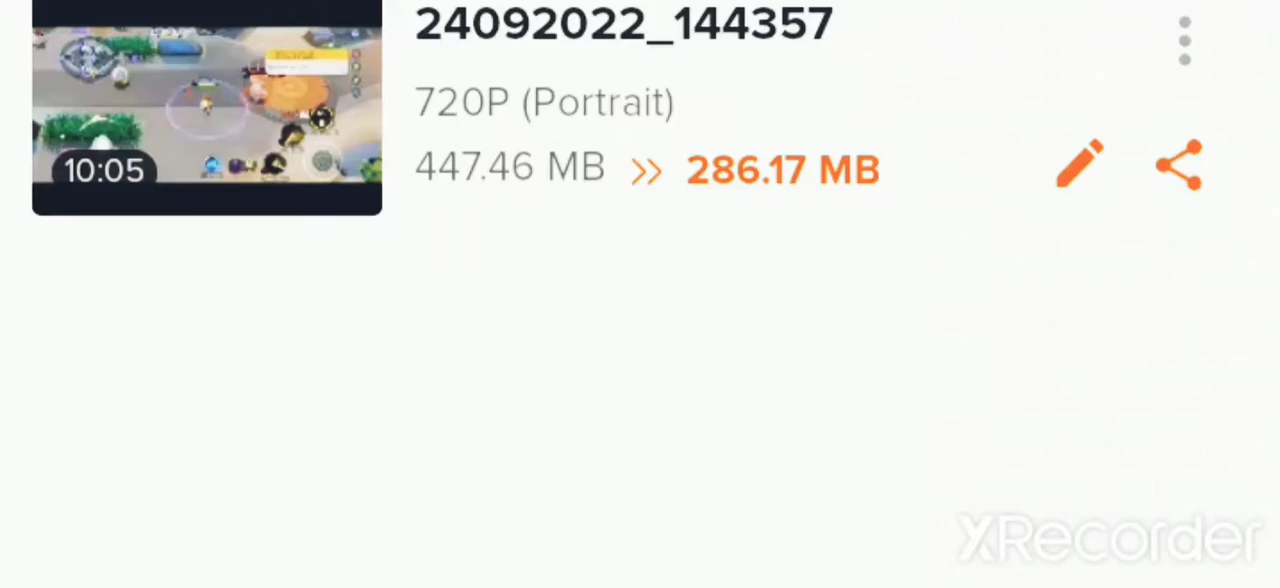 24092022_144357
720P (Portrait)
447.46 MB >> 286.17 MB
10:05
XRecorder